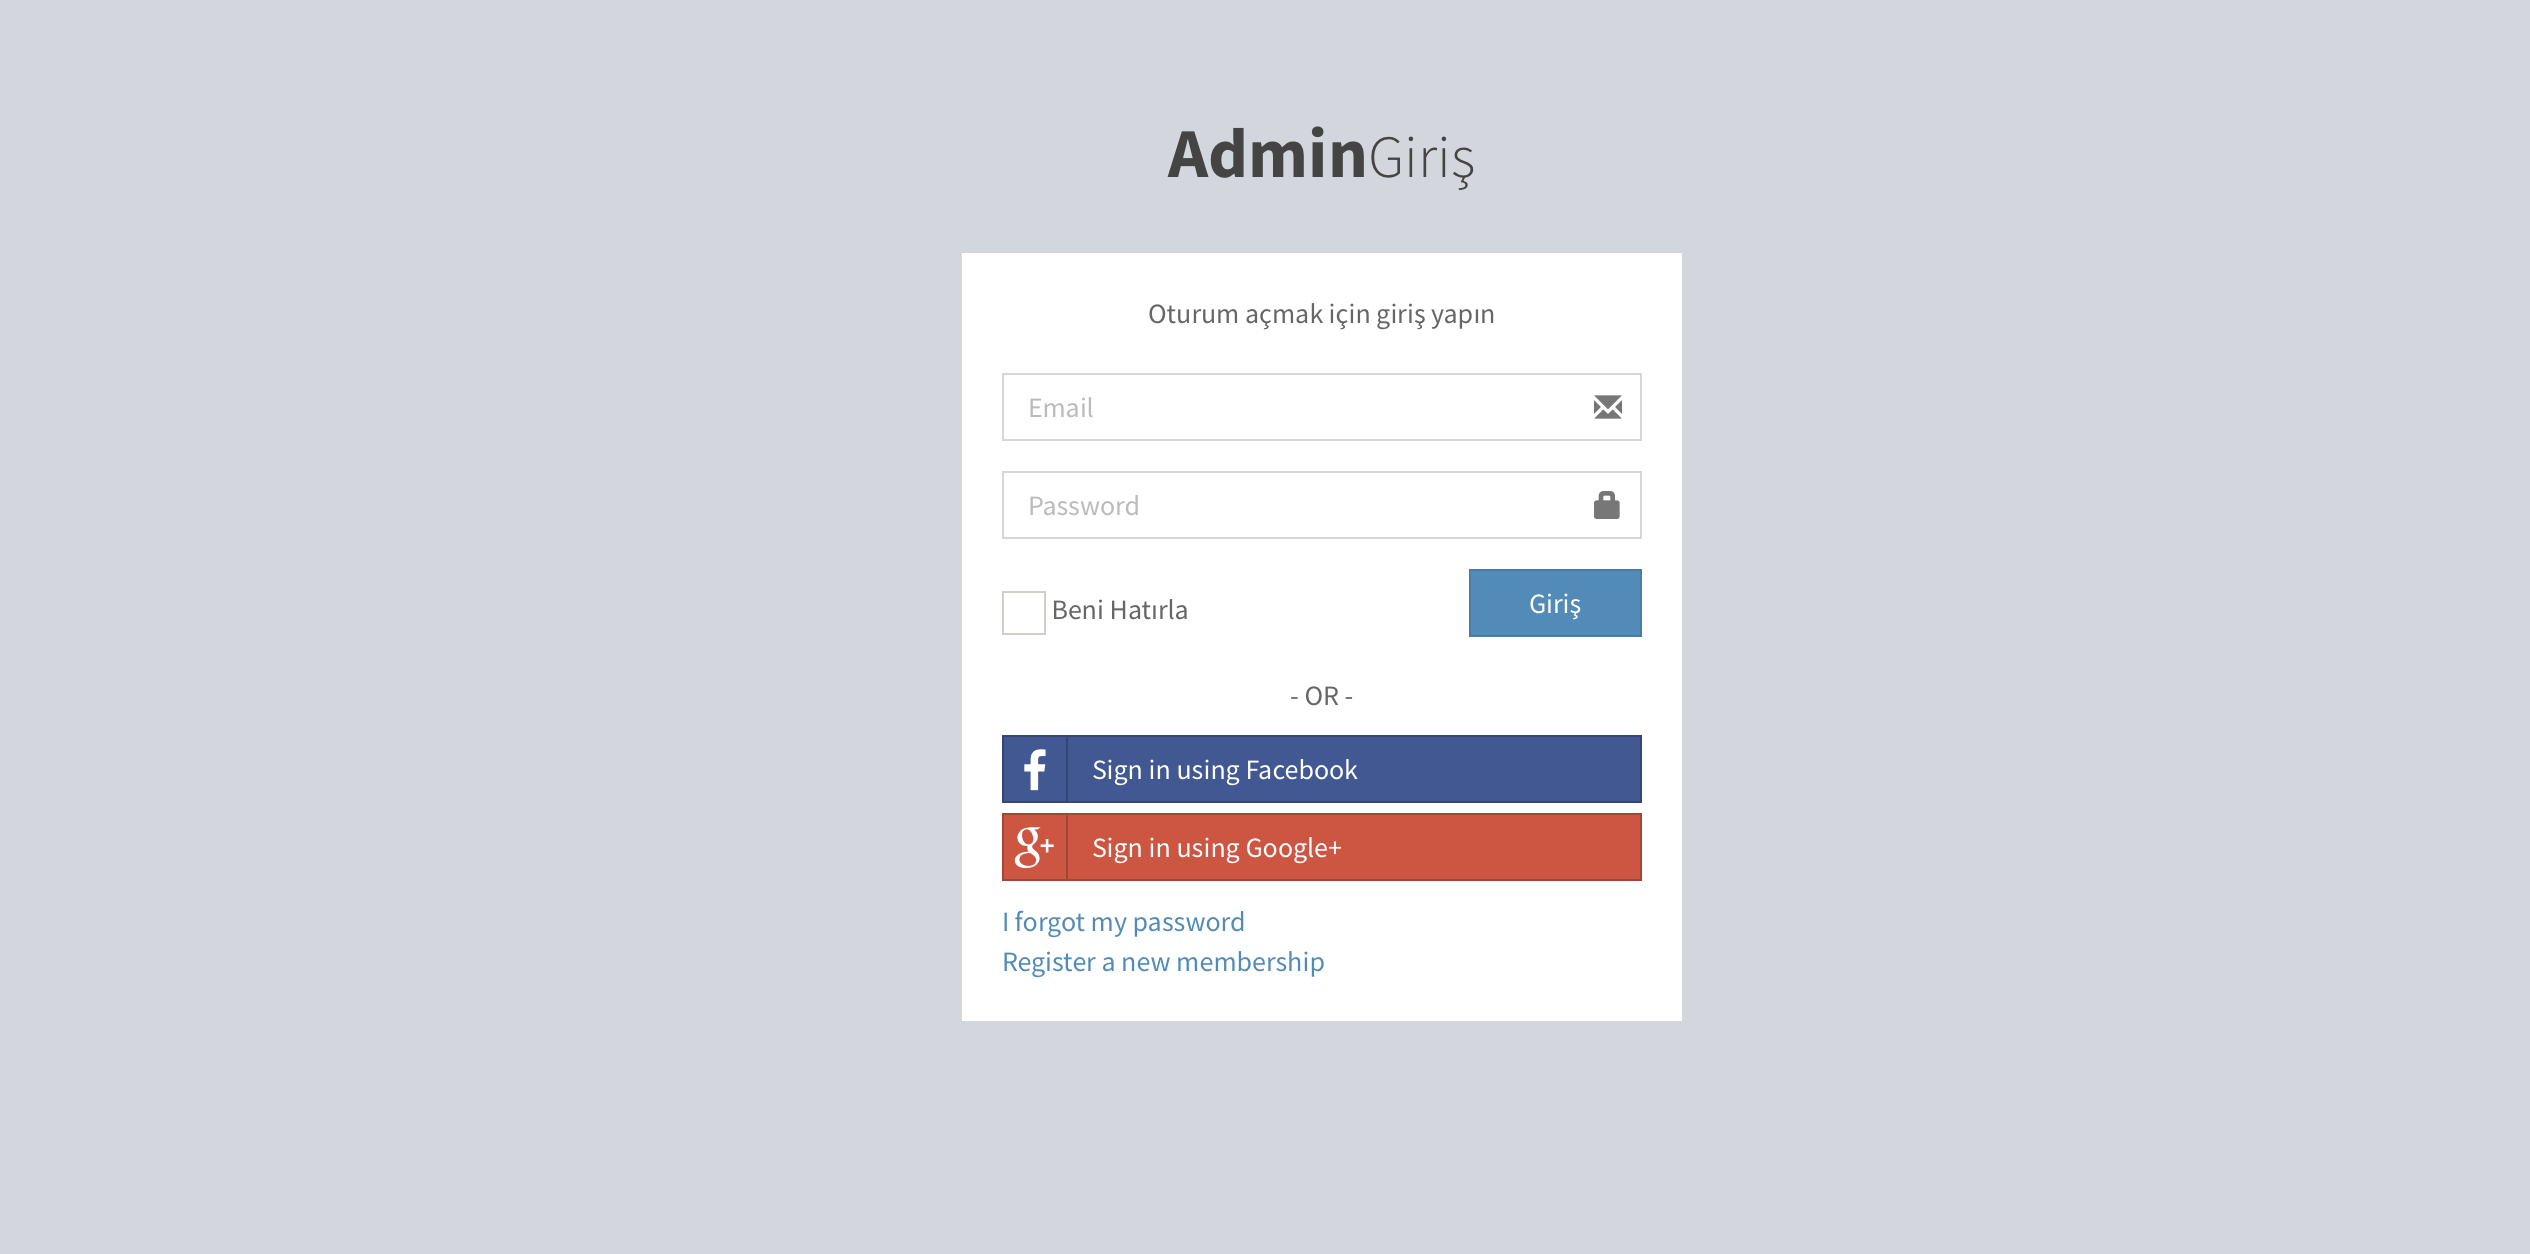 AdminGiriş
Oturum açmak için giriş yapın
Email
Password
Beni Hatırla
Giriş
- OR -
Sign in using Facebook
Sign in using Google+
I forgot my password
Register a new membership